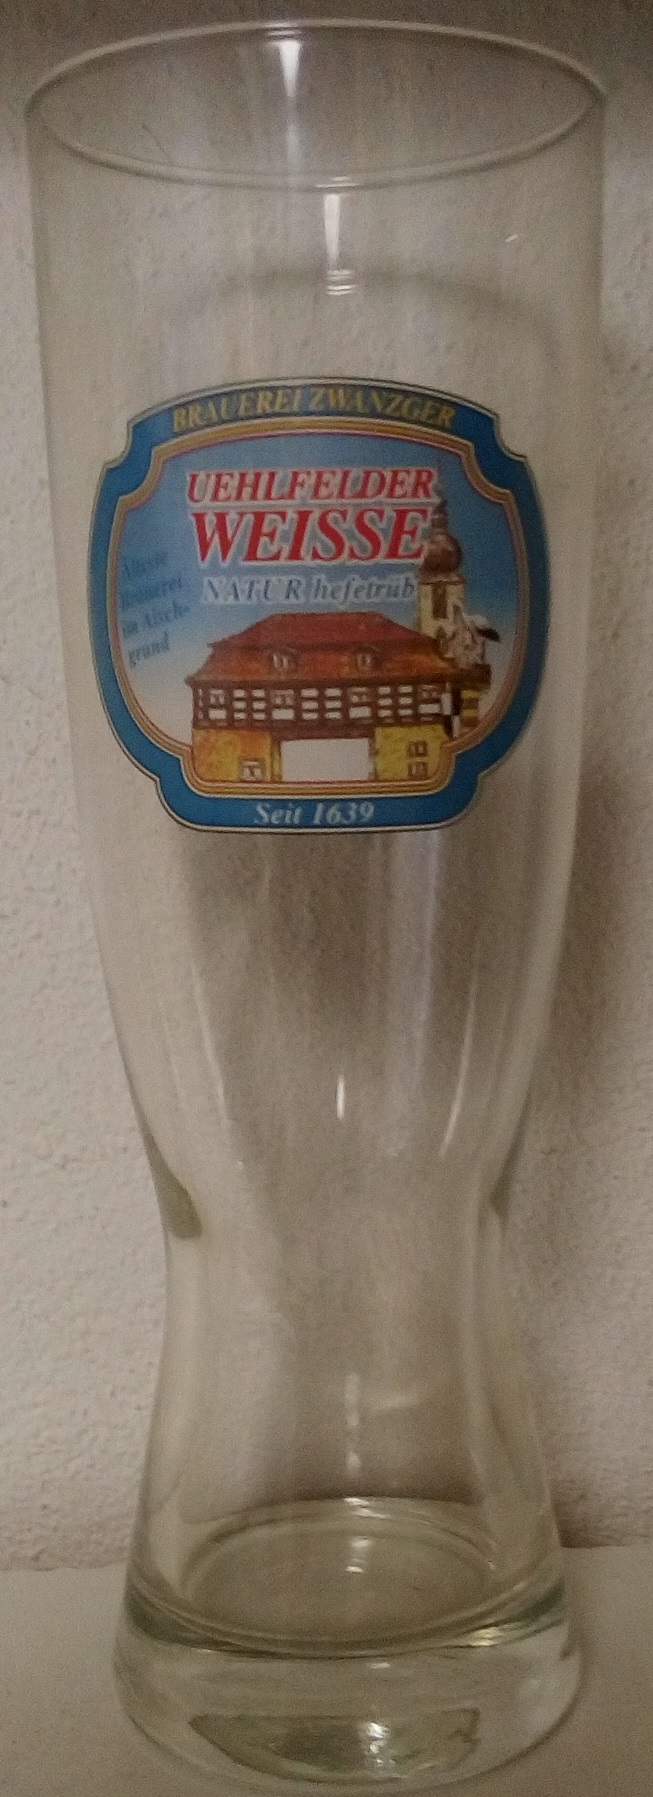 BRAUEREI ZWANZGER
UEHLFELDER
WEISSE
NATUR hefetrüb
Älteste
Brauerei
im Aisch-
grund
Seit 1639